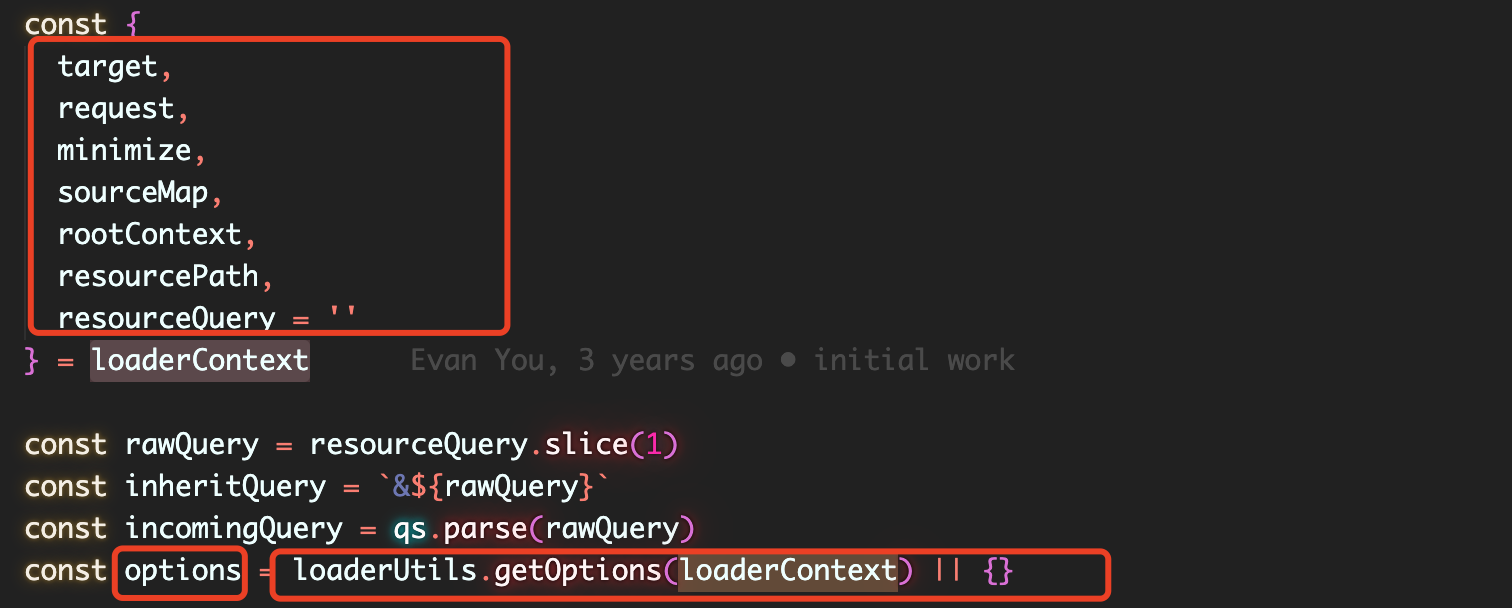 const {
target,
request,
minimize,
sourceMap,
rootContext,
resourcePath,
resourceQuery = ''
} = loaderContext Evan You, 3 years ago • initial work
const rawQuery = resourceQuery.slice(1)
const inheritQuery = `&${rawQuery}`
const incomingQuery = qs.parse(rawQuery)
const options = loaderUtils.getOptions(loaderContext) || {}